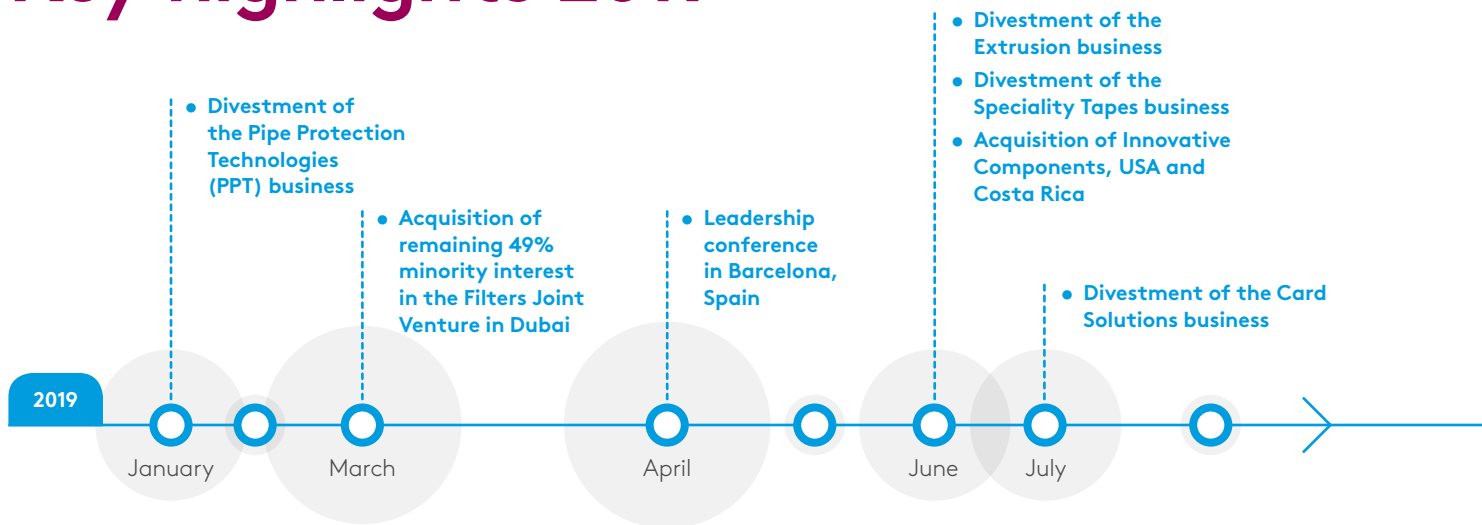 Key highlights 2019
• Divestment of the
Extrusion business
• Divestment of the
Speciality Tapes business
• Acquisition of Innovative
Components, USA and
Costa Rica
• Divestment of
the Pipe Protection
Technologies
(PPT) business
• Acquisition of
remaining 49%
minority interest
in the Filters Joint
Venture in Dubai
• Leadership
conference
in Barcelona,
Spain
• Divestment of the Card
Solutions business
2019
January
March
April
June
July